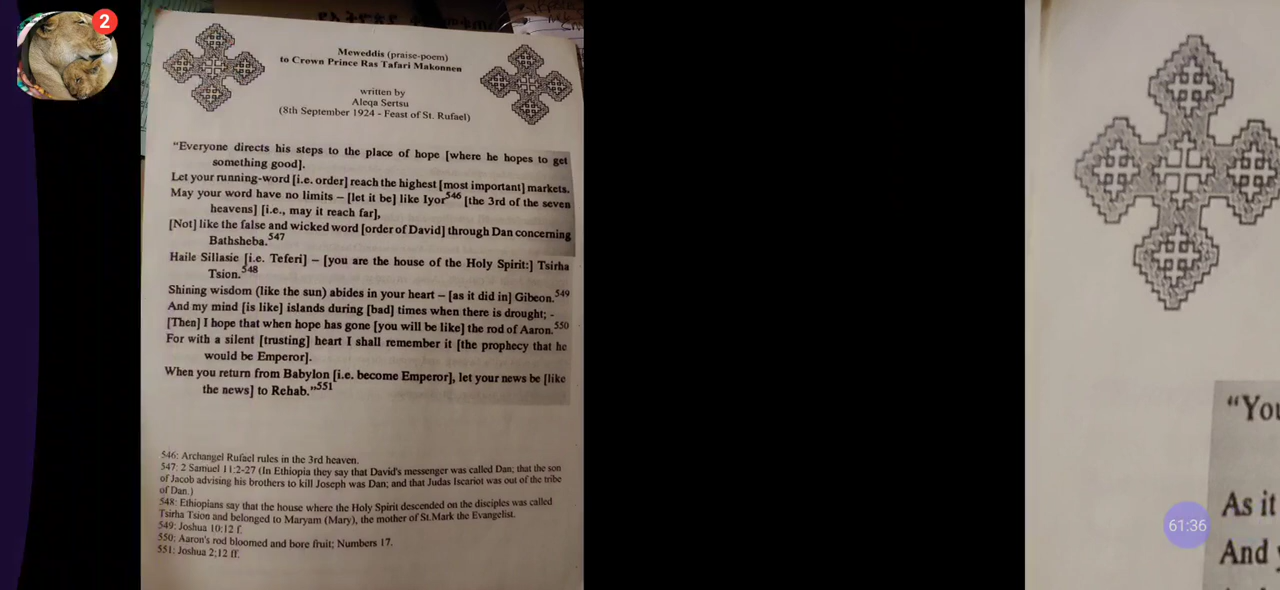 2
Meweddis (praise-poem)
to Crown Prince Ras Tafari Makonnen
written by
Aleqa Sertsu
(8th September 1924 - Feast of St. Rufael)
“Everyone directs his steps to the place of hope [where he hopes to get
something good].
Let your running-word [i.e. order] reach the highest [most important] markets.
May your word have no limits – [let it be] like Iyor546 [the 3rd of the seven
heavens] [i.e., may it reach far],
[Not] like the false and wicked word [order of David] through Dan concerning
Bathsheba.547
Haile Sillasie [i.e. Teferi] – [you are the house of the Holy Spirit:] Tsirha
Tsion.548
Shining wisdom (like the sun) abides in your heart – [as it did in] Gibeon.549
And my mind [is like] islands during [bad] times when there is drought; -
[Then] I hope that when hope has gone [you will be like] the rod of Aaron.550
For with a silent [trusting] heart I shall remember it [the prophecy that he
would be Emperor].
When you return from Babylon [i.e. become Emperor], let your news be [like
the news] to Rehab.”551
546: Archangel Rufael rules in the 3rd heaven.
547: 2 Samuel 11:2-27 (In Ethiopia they say that David's messenger was called Dan; that the son
of Jacob advising his brothers to kill Joseph was Dan; and that Judas Iscariot was out of the tribe
of Dan.)
548: Ethiopians say that the house where the Holy Spirit descended on the disciples was called
Tsirha Tsion and belonged to Maryam (Mary), the mother of St.Mark the Evangelist.
549: Joshua 10:12 f.
550: Aaron's rod bloomed and bore fruit; Numbers 17.
551: Joshua 2;12 ff.
“You
As it
And
61:36